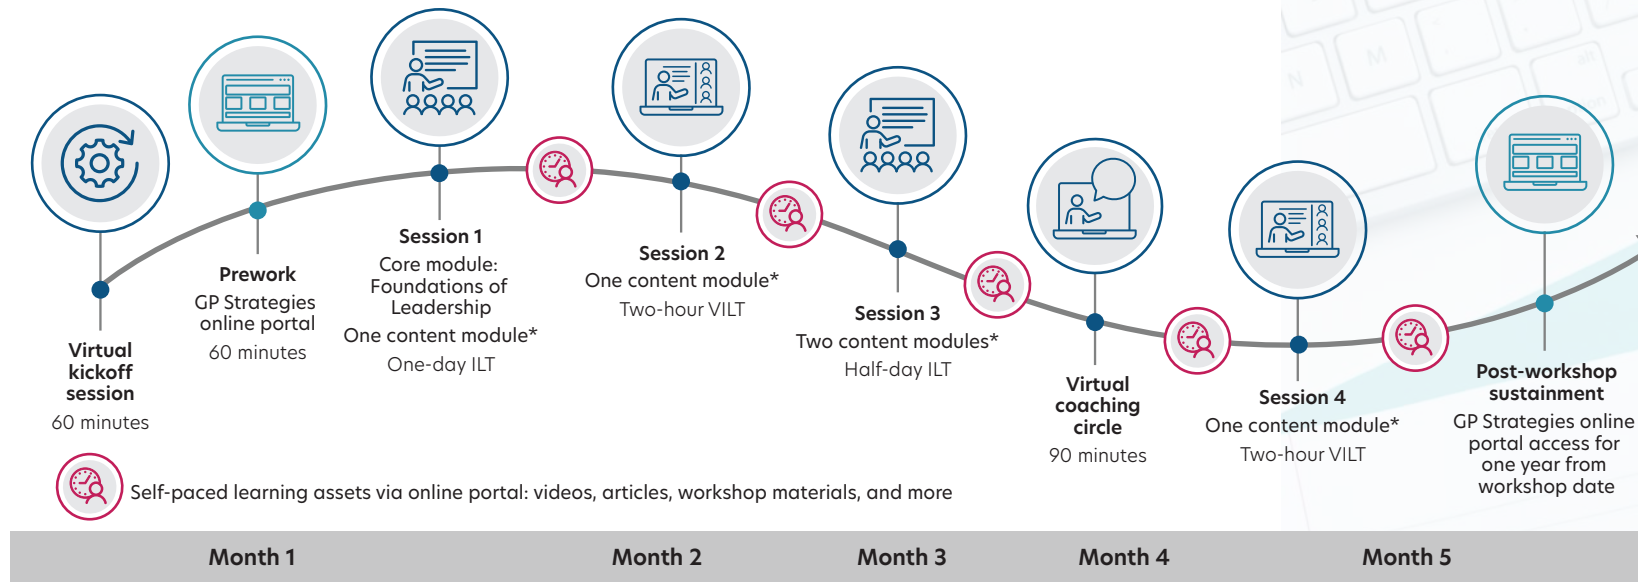 Virtual
kickoff
session
60 minutes
Prework
GP Strategies
online portal
60 minutes
Session 1
Core module:
Foundations of
Leadership
One content module*
One-day ILT
Session 2
One content module*
Two-hour VILT
Session 3
Two content modules*
Half-day ILT
Virtual
coaching
circle
90 minutes
Session 4
One content module*
Two-hour VILT
Post-workshop
sustainment
GP Strategies online
portal access for
one year from
workshop date
Self-paced learning assets via online portal: videos, articles, workshop materials, and more
Month 1
Month 2
Month 3
Month 4
Month 5
N
M
alt